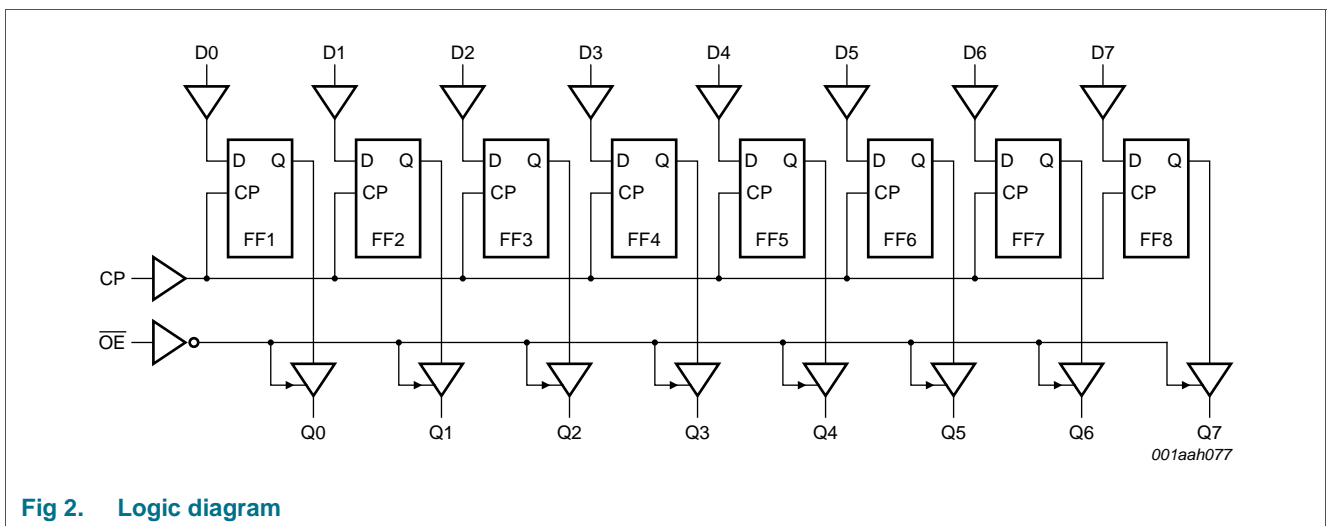 D0 D1 D2 D3 D4 D5 D6 D7
D Q D Q D Q D Q D Q D Q D Q D Q
CP CP CP CP CP CP CP CP
FF1 FF2 FF3 FF4 FF5 FF6 FF7 FF8
CP
OE
Q0 Q1 Q2 Q3 Q4 Q5 Q6 Q7
001aah077
Fig 2. Logic diagram